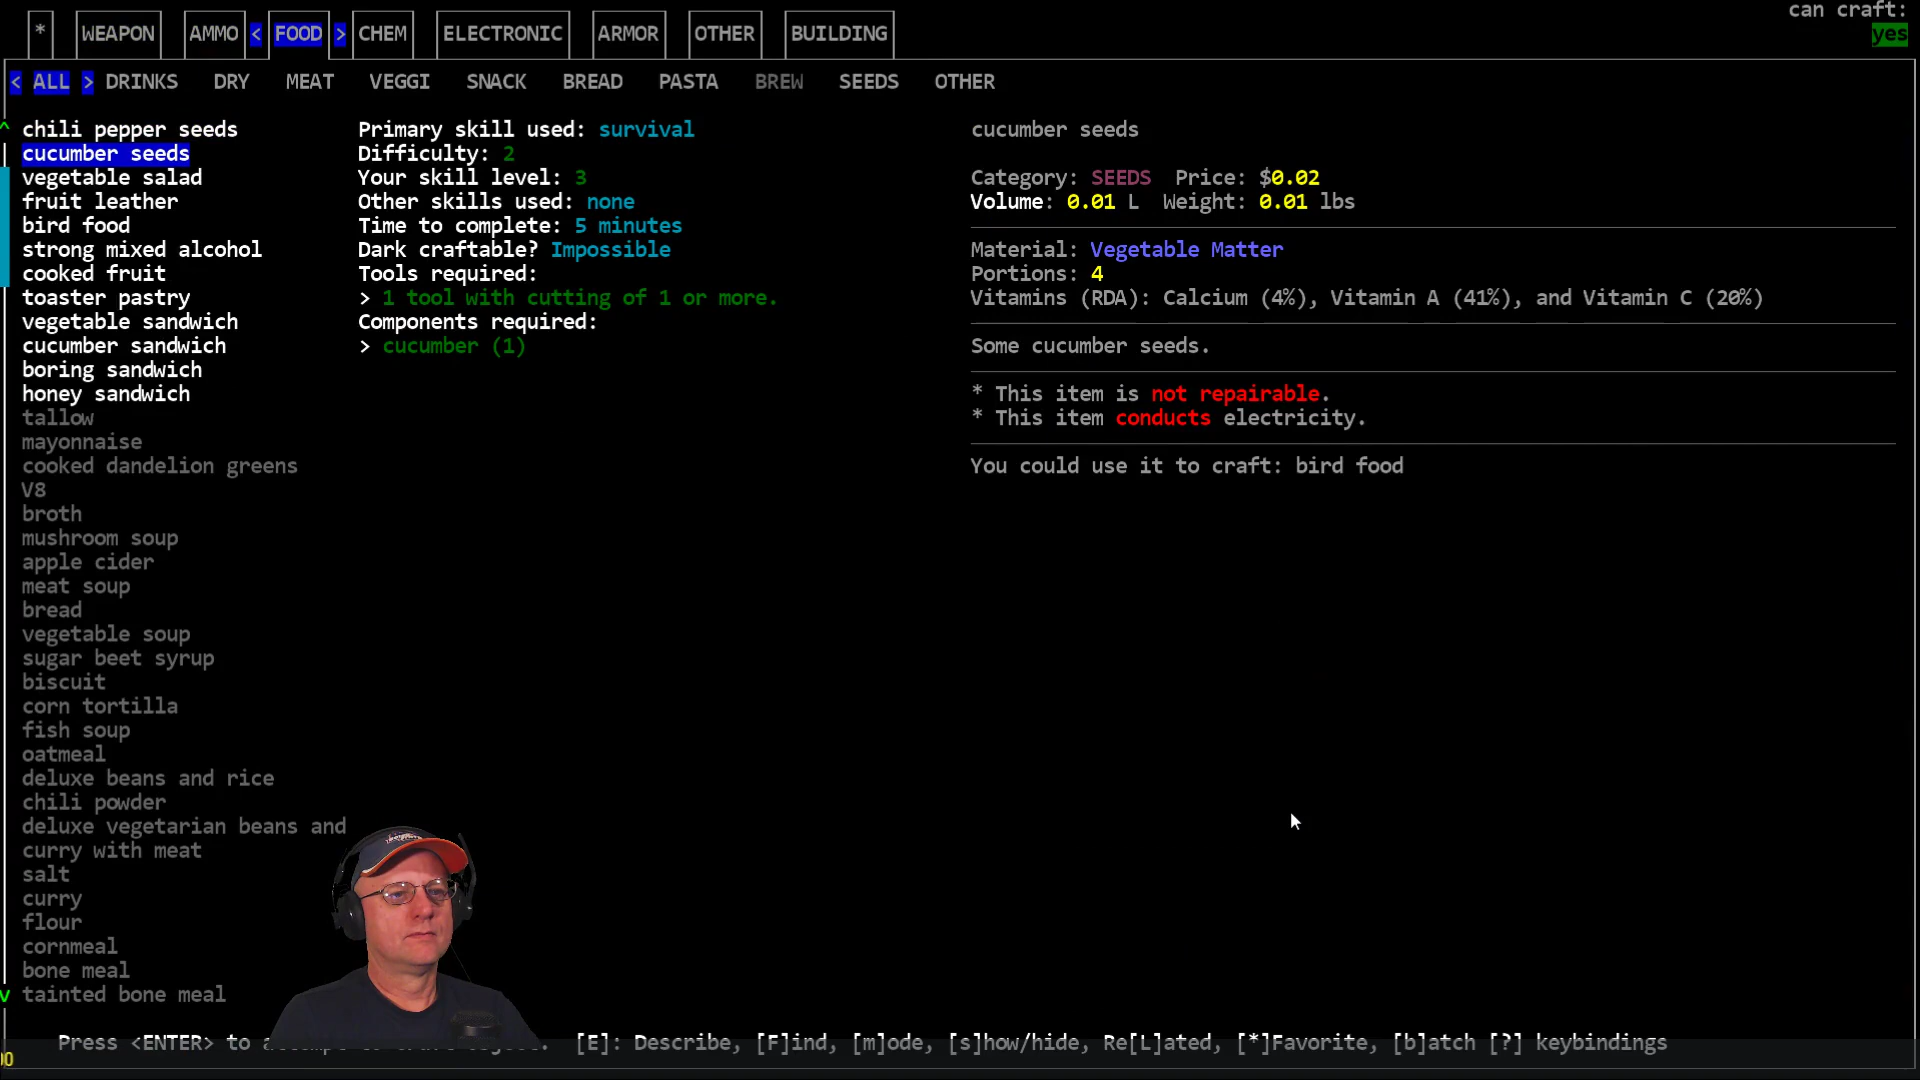 can craft:
* WEAPON AMMO < FOOD > CHEM ELECTRONIC ARMOR OTHER BUILDING yes
< ALL > DRINKS DRY MEAT VEGGI SNACK BREAD PASTA BREW SEEDS OTHER
^ chili pepper seeds
cucumber seeds
vegetable salad
fruit leather
bird food
strong mixed alcohol
cooked fruit
toaster pastry
vegetable sandwich
cucumber sandwich
boring sandwich
honey sandwich
tallow
mayonnaise
cooked dandelion greens
V8
broth
mushroom soup
apple cider
meat soup
bread
vegetable soup
sugar beet syrup
biscuit
corn tortilla
fish soup
oatmeal
deluxe beans and rice
chili powder
deluxe vegetarian beans and
curry with meat
salt
curry
flour
cornmeal
bone meal
v tainted bone meal
Primary skill used: survival
Difficulty: 2
Your skill level: 3
Other skills used: none
Time to complete: 5 minutes
Dark craftable? Impossible
Tools required:
> 1 tool with cutting of 1 or more.
Components required:
> cucumber (1)
cucumber seeds
Category: SEEDS Price: $0.02
Volume: 0.01 L Weight: 0.01 lbs
Material: Vegetable Matter
Portions: 4
Vitamins (RDA): Calcium (4%), Vitamin A (41%), and Vitamin C (20%)
Some cucumber seeds.
* This item is not repairable.
* This item conducts electricity.
You could use it to craft: bird food
Press <ENTER> to [E]: Describe, [F]ind, [m]ode, [s]how/hide, Re[L]ated, [*]Favorite, [b]atch [?] keybindings